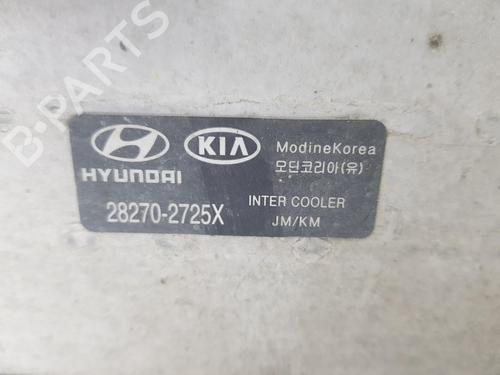 B-PARTS
HYUNDAI
KIA
ModineKorea
모딘코리아(유)
28270-2725X
INTER COOLER
JM/KM